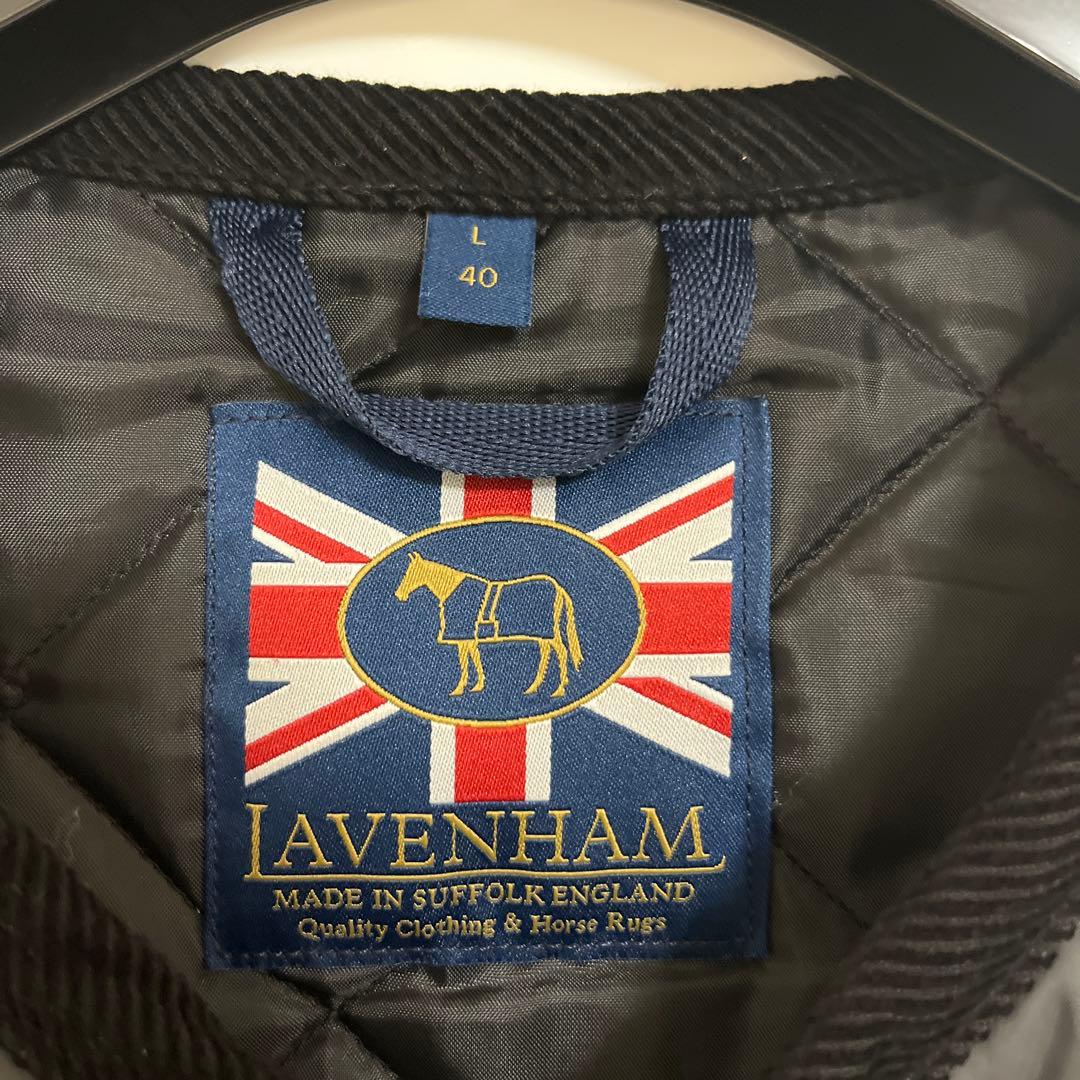 L
40
LAVENHAM
MADE IN SUFFOLK ENGLAND
Quality Clothing & Horse Rugs